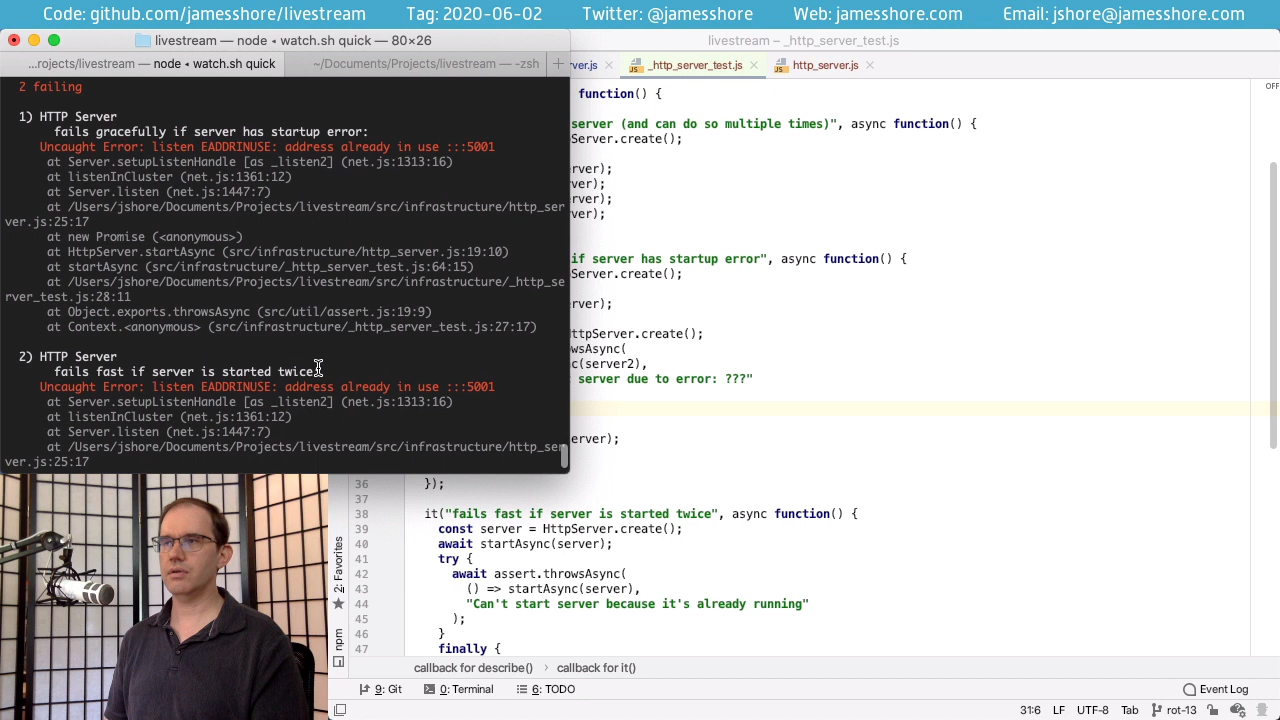 Code: github.com/jamesshore/livestream Tag: 2020-06-02 Twitter: @jamesshore Web: jamesshore.com Email: jshore@jamesshore.com
livestream — node ◂ watch.sh quick — 80×26
livestream – _http_server_test.js
...rojects/livestream — node ◂ watch.sh quick
~/Documents/Projects/livestream — -zsh
rver.js
_http_server_test.js
http_server.js
2 failing
1) HTTP Server
fails gracefully if server has startup error:
Uncaught Error: listen EADDRINUSE: address already in use :::5001
at Server.setupListenHandle [as _listen2] (net.js:1313:16)
at listenInCluster (net.js:1361:12)
at Server.listen (net.js:1447:7)
at /Users/jshore/Documents/Projects/livestream/src/infrastructure/http_ser
ver.js:25:17
at new Promise (<anonymous>)
at HttpServer.startAsync (src/infrastructure/http_server.js:19:10)
at startAsync (src/infrastructure/_http_server_test.js:64:15)
at /Users/jshore/Documents/Projects/livestream/src/infrastructure/_http_se
rver_test.js:28:11
at Object.exports.throwsAsync (src/util/assert.js:19:9)
at Context.<anonymous> (src/infrastructure/_http_server_test.js:27:17)
2) HTTP Server
fails fast if server is started twice:
Uncaught Error: listen EADDRINUSE: address already in use :::5001
at Server.setupListenHandle [as _listen2] (net.js:1313:16)
at listenInCluster (net.js:1361:12)
at Server.listen (net.js:1447:7)
at /Users/jshore/Documents/Projects/livestream/src/infrastructure/http_ser
ver.js:25:17
function() {
server (and can do so multiple times)", async function() {
Server.create();
rver);
rver);
rver);
rver);
if server has startup error", async function() {
Server.create();
rver);
ttpServer.create();
wsAsync(
c(server2),
server due to error: ???"
erver);
36 });
37
38 it("fails fast if server is started twice", async function() {
39 const server = HttpServer.create();
40 await startAsync(server);
41 try {
42 await assert.throwsAsync(
43 () => startAsync(server),
44 "Can't start server because it's already running"
45 );
46 }
47 finally {
OFF
2: Favorites
npm
callback for describe() › callback for it()
9: Git 0: Terminal 6: TODO Event Log
31:6 LF UTF-8 Tab rot-13